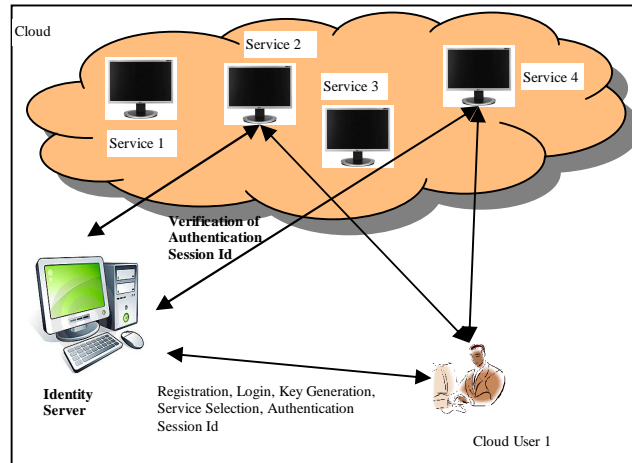 Cloud
Service 2
Service 3
Service 4
Service 1
Verification of
Authentication
Session Id
Identity
Server
Registration, Login, Key Generation,
Service Selection, Authentication
Session Id
Cloud User 1